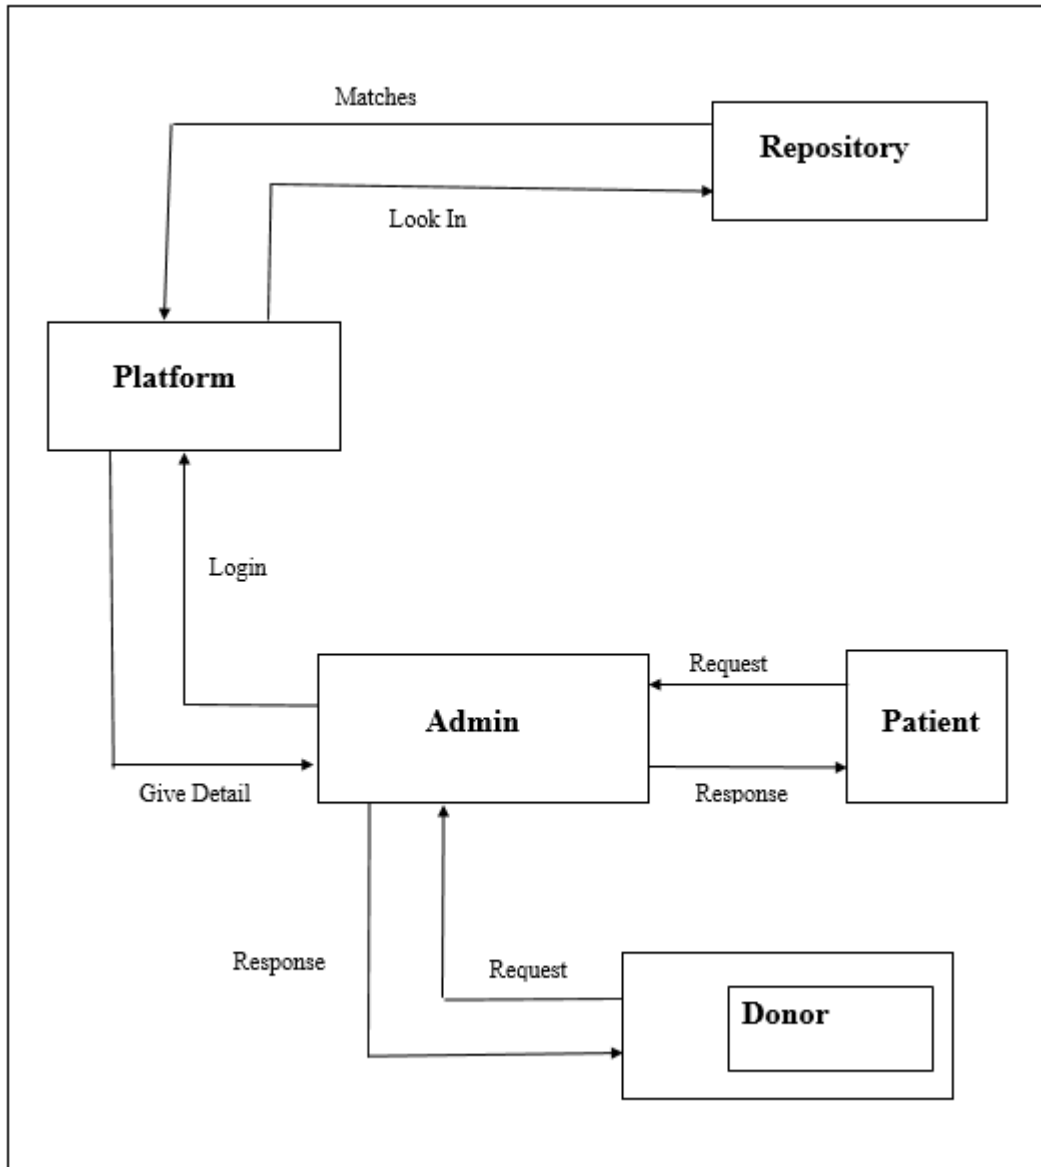 Matches
Repository
Look In
Platform
Login
Request
Admin
Patient
Give Detail
Response
Response
Request
Donor